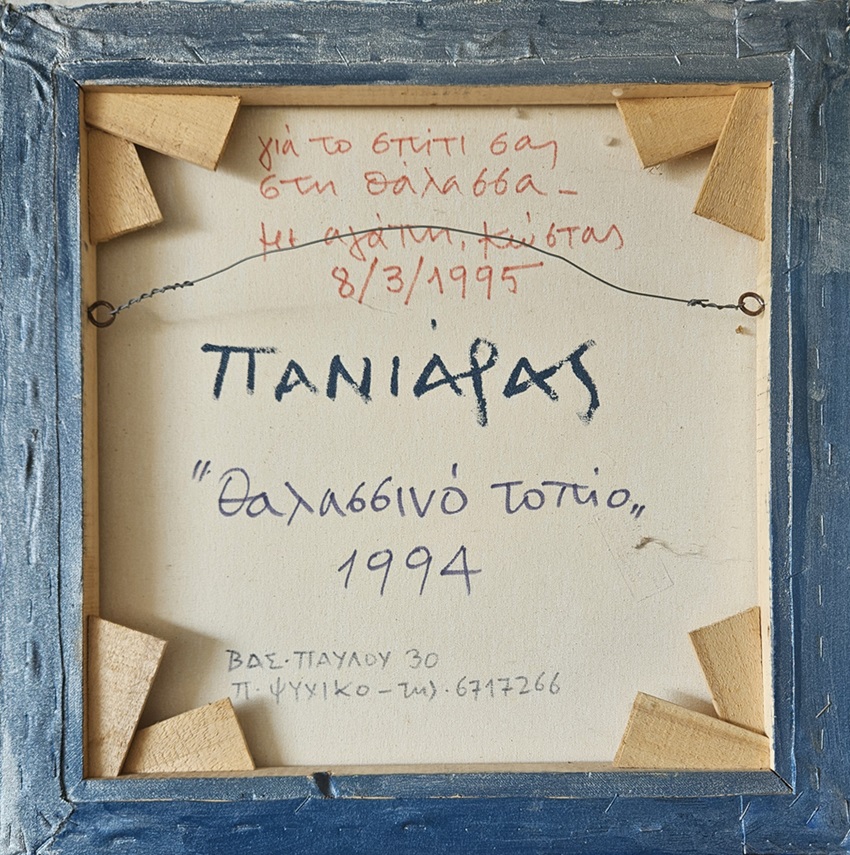 γιά το σπίτι σας
στη θάλασσα –
με αγάπη, Κώστας
8/3/1995
ΠΑΝΙΆΡΑς
"θαλασσινό τοπίο„
1994
ΒΑΣ. ΠΑΥΛΟΥ 30
Π. ΨΥΧΙΚΟ – τηλ. 6717266